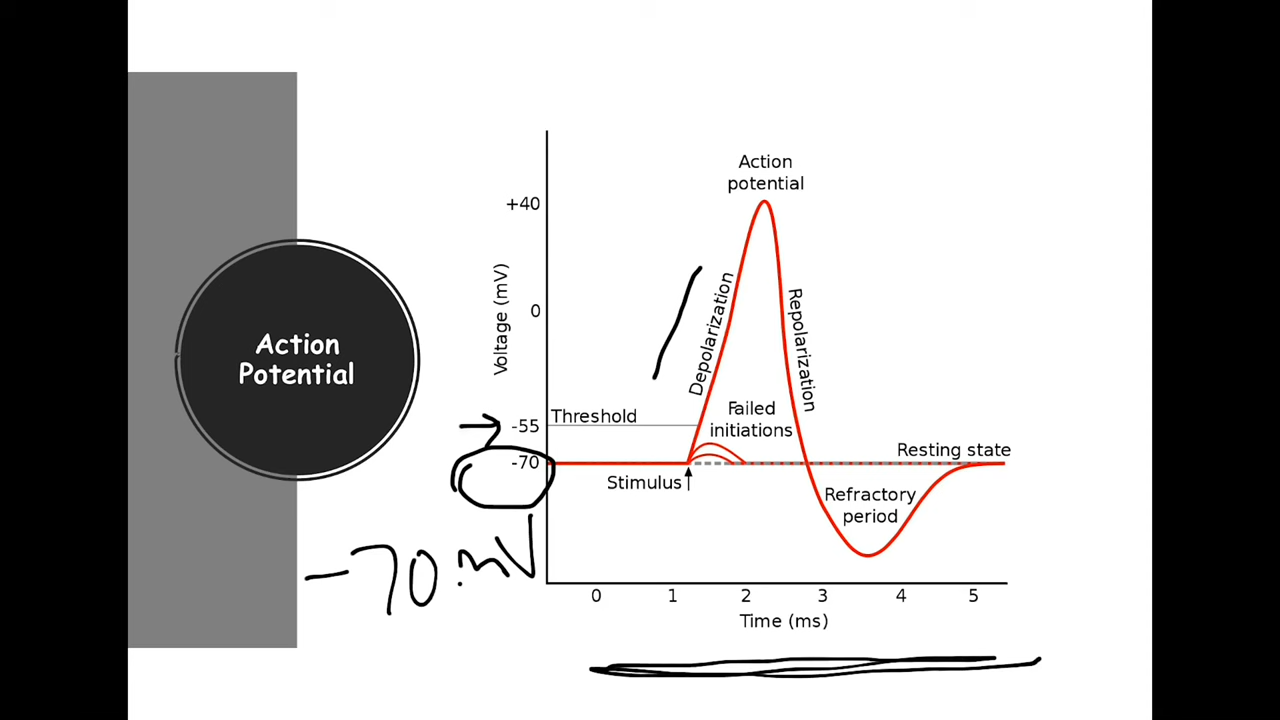 Action
Potential
Action
potential
+40
0
-55
-70
Voltage (mV)
Threshold
Depolarization
Repolarization
Failed
initiations
Resting state
Stimulus
Refractory
period
-70 mV
0 1 2 3 4 5
Time (ms)